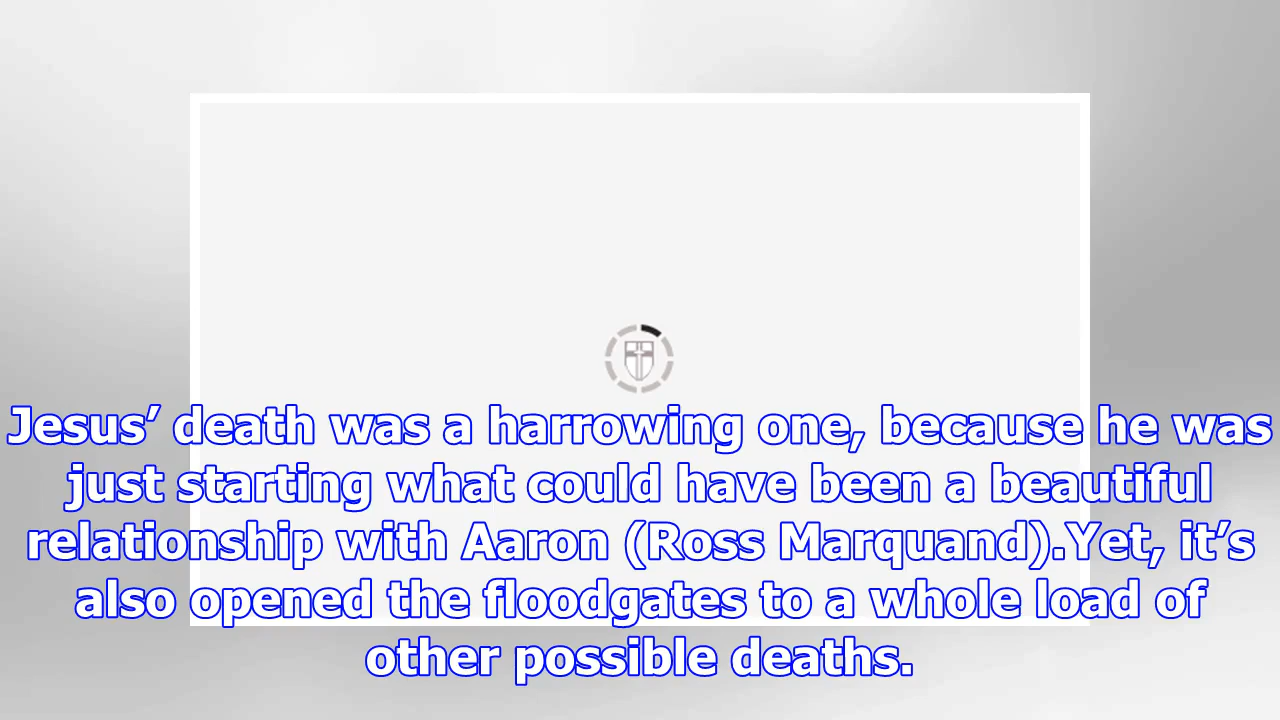 Jesus’ death was a harrowing one, because he was
just starting what could have been a beautiful
relationship with Aaron (Ross Marquand).Yet, it’s
also opened the floodgates to a whole load of
other possible deaths.